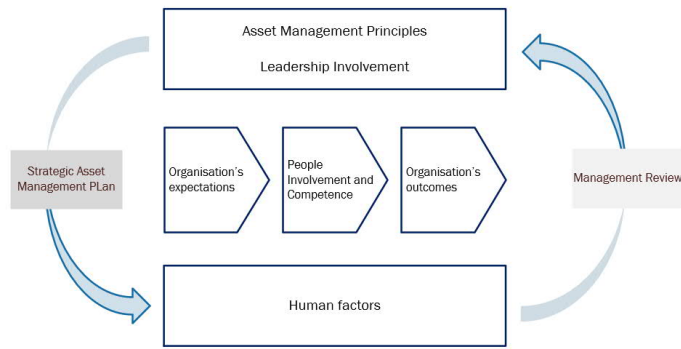 Asset Management Principles
Leadership Involvement
Strategic Asset
Management PLan
Organisation's
expectations
People
Involvement and
Competence
Organisation's
outcomes
Management Review
Human factors